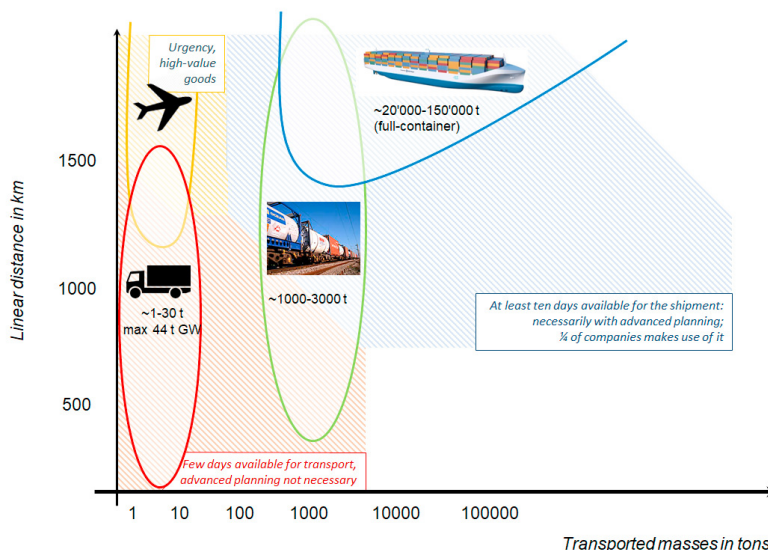 Urgency,
high-value
goods
~20'000-150'000 t
(full-container)
1500
~1000-3000 t
1000
~1-30 t
max 44 t GW
At least ten days available for the shipment:
necessarily with advanced planning;
¼ of companies makes use of it
500
Few days available for transport,
advanced planning not necessary
Linear distance in km
1 10 100 1000 10000 100000
Transported masses in tons